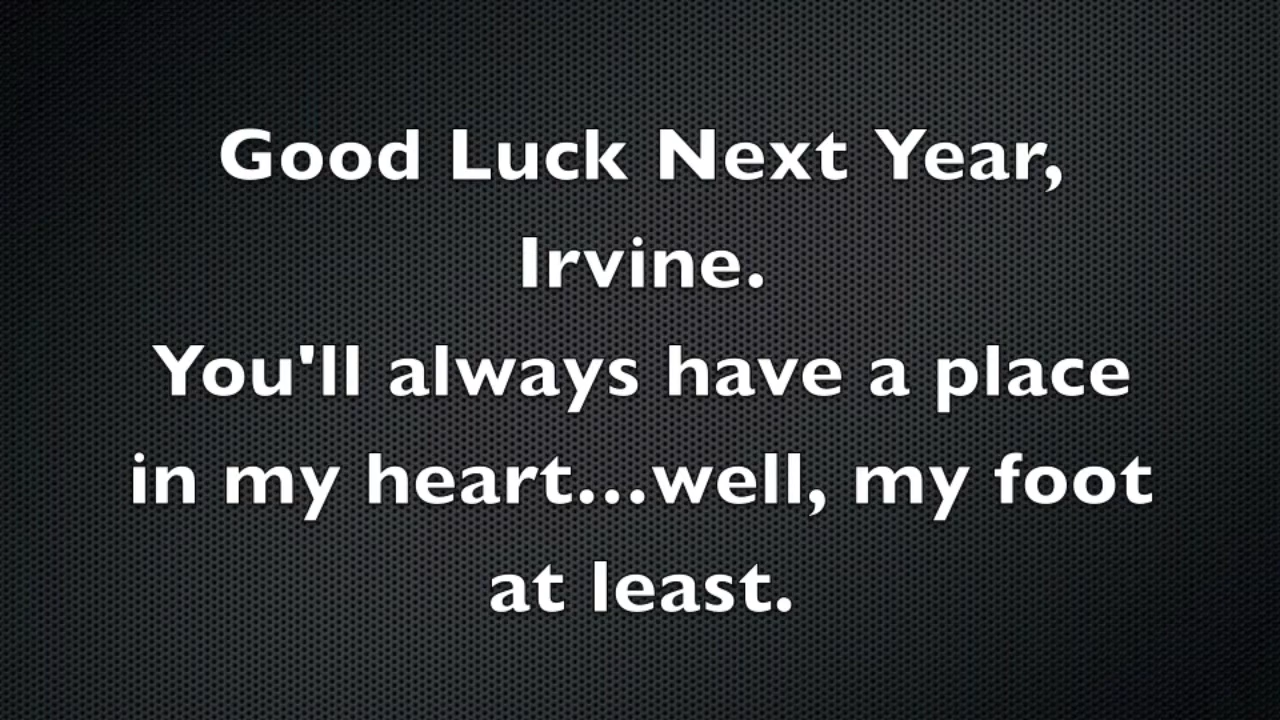 Good Luck Next Year,
Irvine.
You'll always have a place
in my heart...well, my foot
at least.